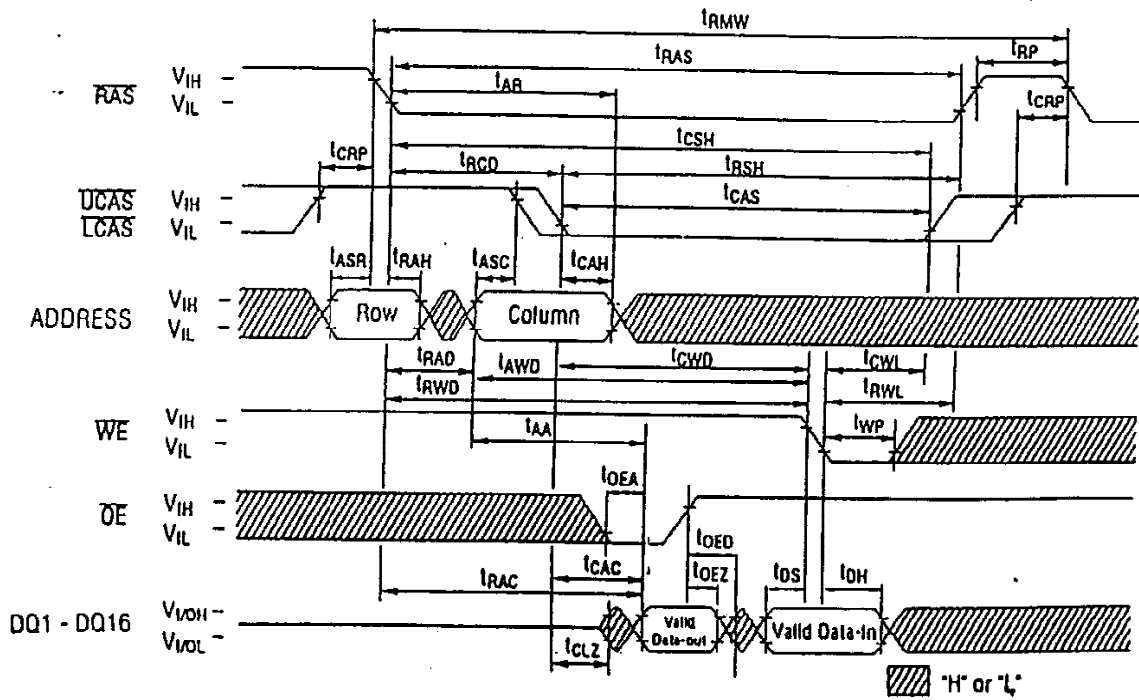 tRMW
tRAS
tRP
VIH
RAS
VIL
tAR
tCRP
tCSH
tCRP
tRCD
tRSH
UCAS
VIH
tCAS
LCAS
VIL
tASR
tRAH
tASC
tCAH
ADDRESS
VIH
VIL
Row
Column
tRAD
tAWD
tCWD
tCWL
tRWD
tRWL
WE
VIH
VIL
tAA
tWP
tOEA
OE
VIH
VIL
tOED
tCAC
tOEZ
tDS
tDH
tRAC
DQ1 - DQ16
VI/OH
VI/OL
Valid
Data-out
Valid Data-in
tCLZ
"H" or "L"